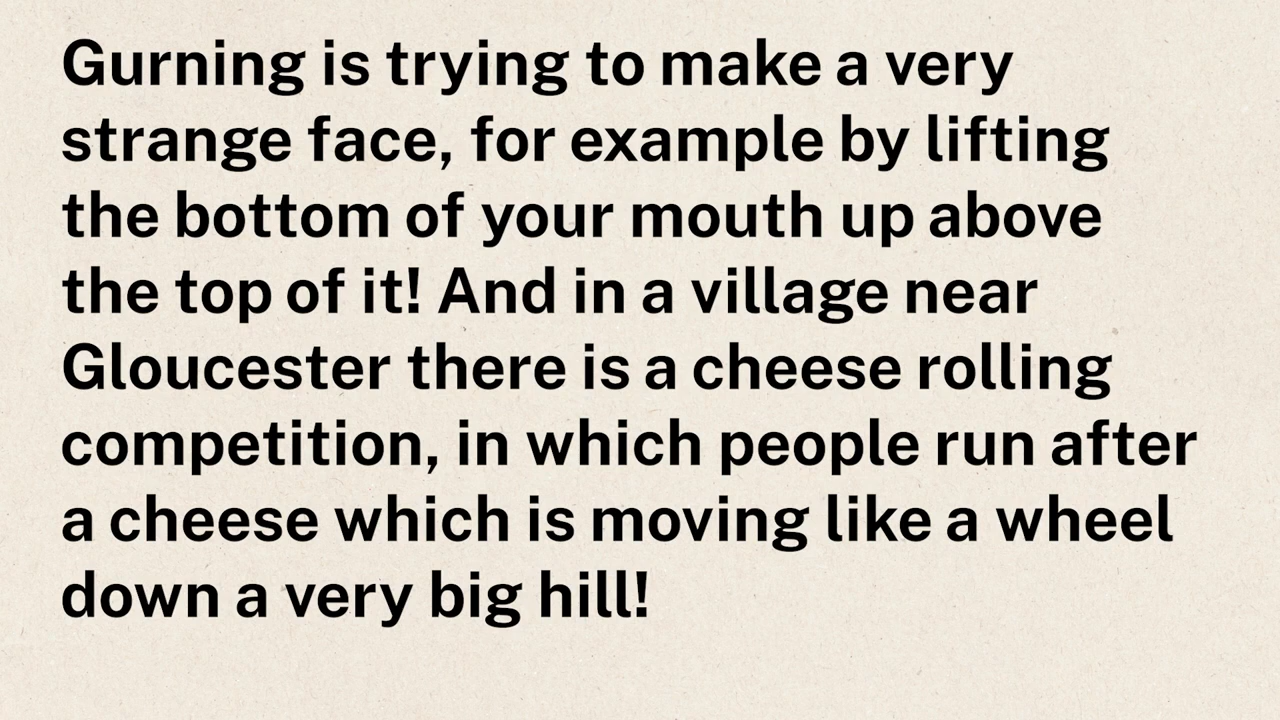 Gurning is trying to make a very
strange face, for example by lifting
the bottom of your mouth up above
the top of it! And in a village near
Gloucester there is a cheese rolling
competition, in which people run after
a cheese which is moving like a wheel
down a very big hill!